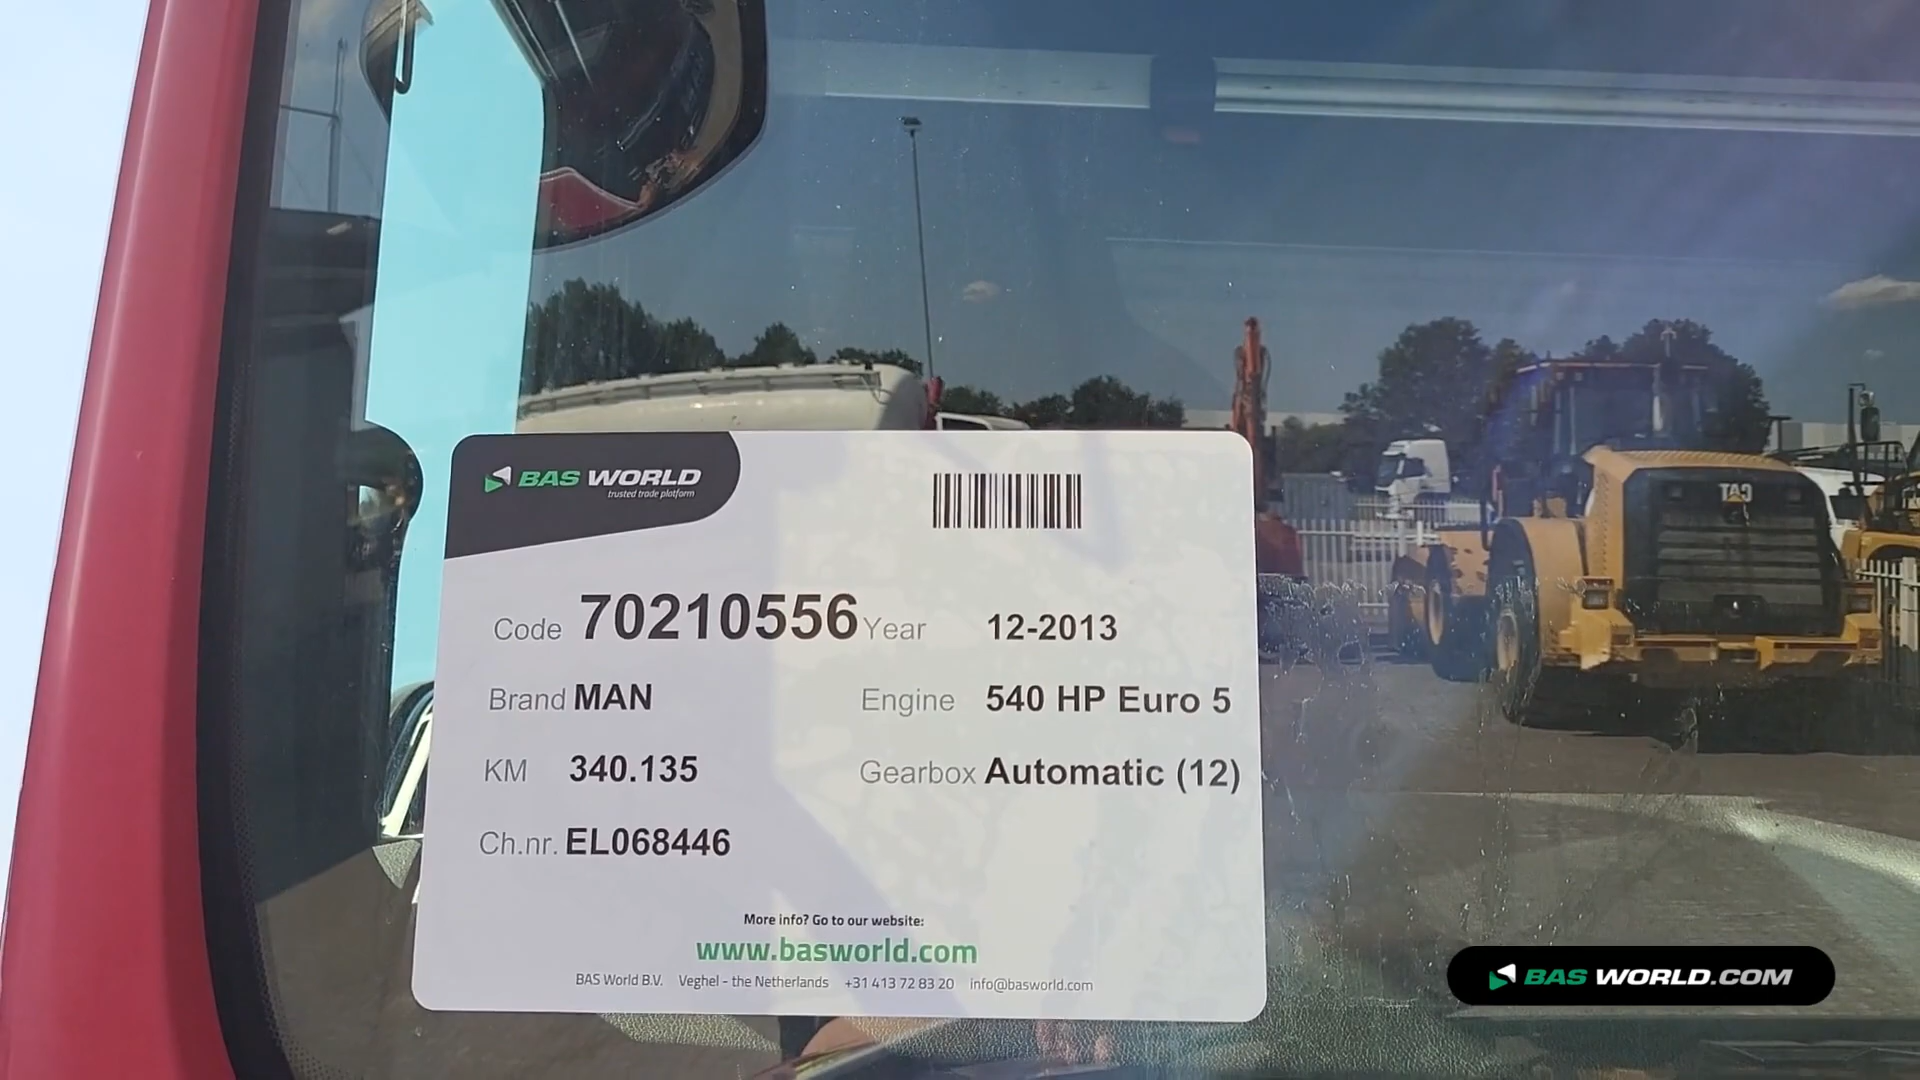 BAS WORLD
trusted trade platform
Code 70210556 Year 12-2013
Brand MAN Engine 540 HP Euro 5
KM 340.135 Gearbox Automatic (12)
Ch.nr. EL068446
More info? Go to our website:
www.basworld.com
BAS World B.V. Veghel - the Netherlands +31 413 72 83 20 info@basworld.com
CAT
BAS WORLD.COM